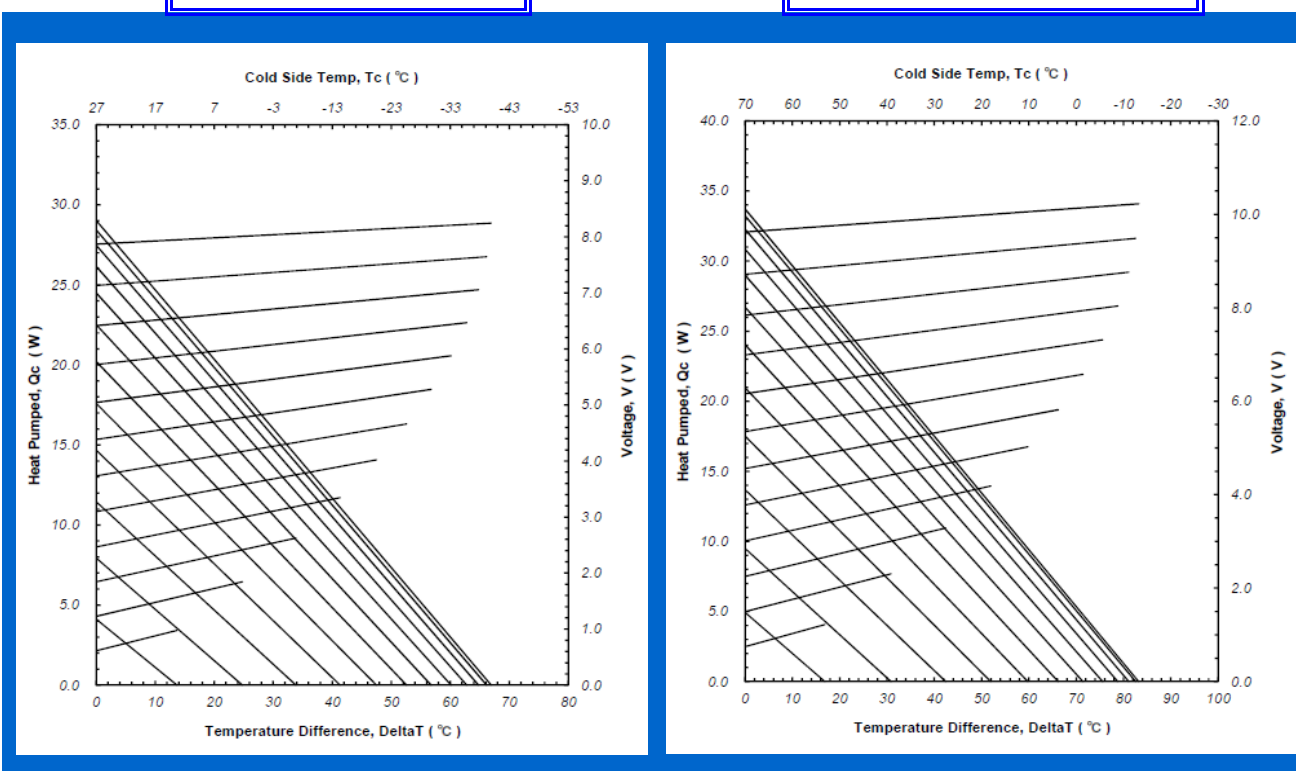 Cold Side Temp, Tc ( °C )
27 17 7 -3 -13 -23 -33 -43 -53
35.0
30.0
25.0
20.0
15.0
10.0
5.0
0.0
Heat Pumped, Qc ( W )
10.0
9.0
8.0
7.0
6.0
5.0
4.0
3.0
2.0
1.0
0.0
Voltage, V ( V )
0 10 20 30 40 50 60 70 80
Temperature Difference, DeltaT ( °C )
Cold Side Temp, Tc ( °C )
70 60 50 40 30 20 10 0 -10 -20 -30
40.0
35.0
30.0
25.0
20.0
15.0
10.0
5.0
0.0
Heat Pumped, Qc ( W )
12.0
10.0
8.0
6.0
4.0
2.0
0.0
Voltage, V ( V )
0 10 20 30 40 50 60 70 80 90 100
Temperature Difference, DeltaT ( °C )